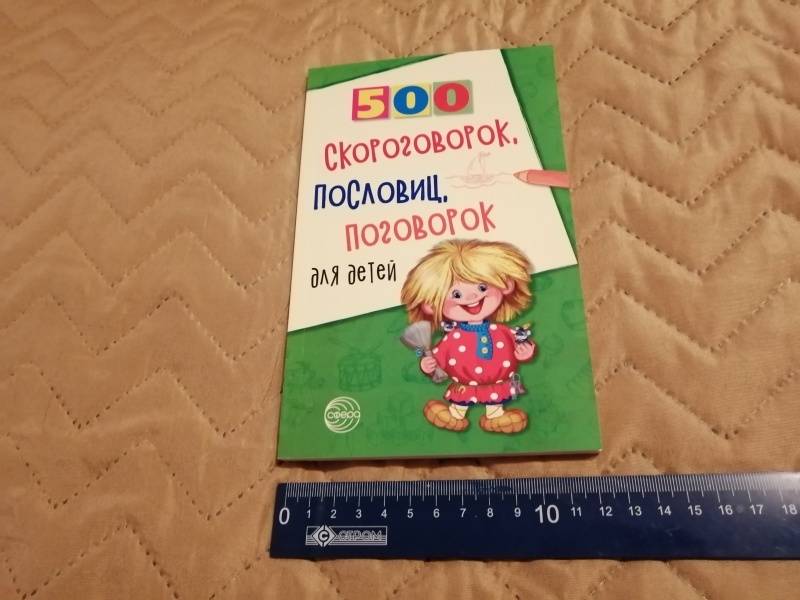 500
СКОРОГОВОРОК,
ПОСЛОВИЦ,
ПОГОВОРОК
для детей
сфера
0 1 2 3 4 5 6 7 8 9 10 11 12 13 14 15 16 17 18
С СТРОМ